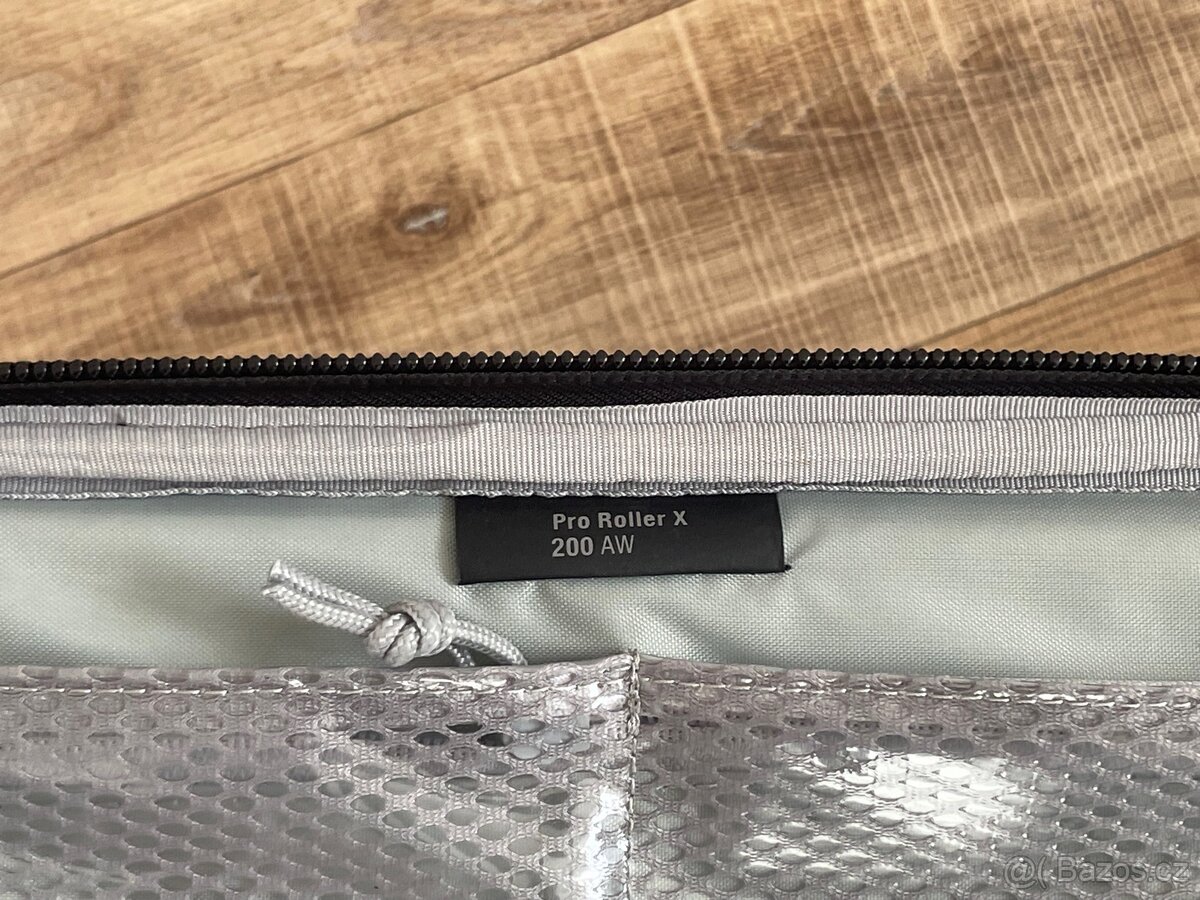 Pro Roller X
200 AW
@( Bazos.cz